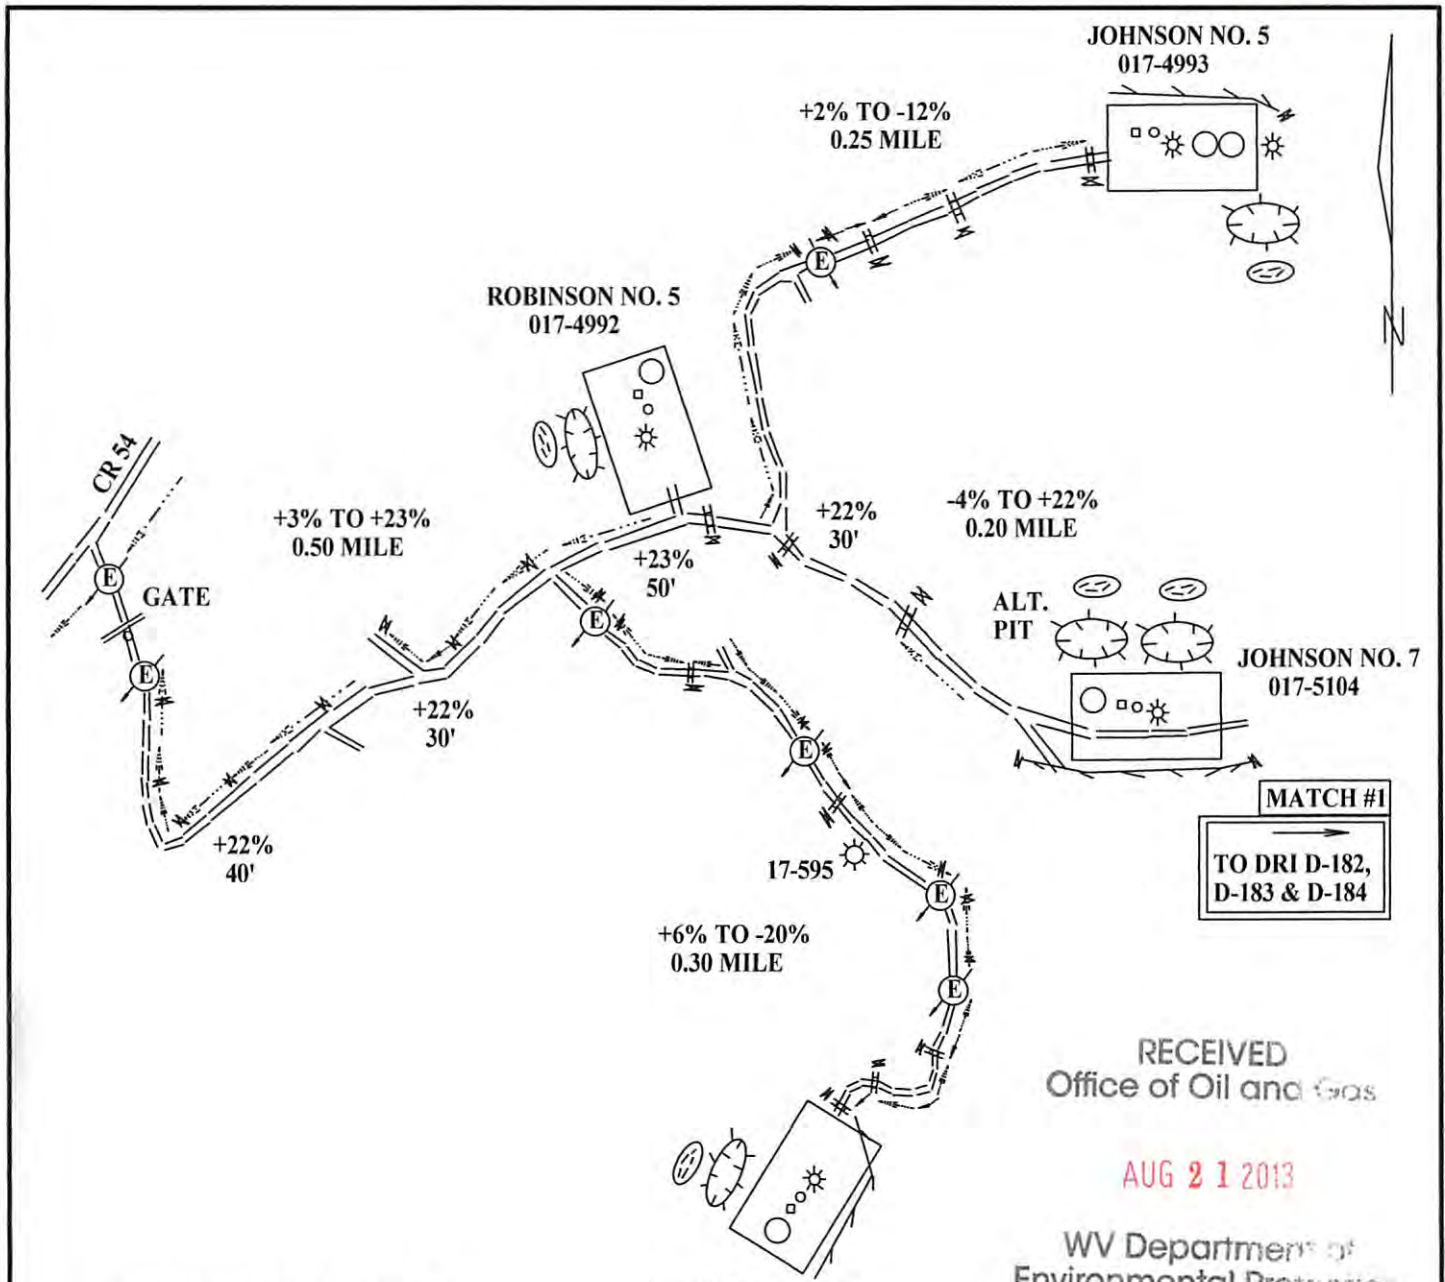 JOHNSON NO. 5
017-4993
+2% TO -12%
0.25 MILE
E
N
ROBINSON NO. 5
017-4992
CR 54
+3% TO +23%
0.50 MILE
+22%
30'
-4% TO +22%
0.20 MILE
+23%
50'
E
GATE
E
ALT.
PIT
E
JOHNSON NO. 7
017-5104
+22%
30'
E
MATCH #1
TO DRI D-182,
D-183 & D-184
+22%
40'
17-595
E
+6% TO -20%
0.30 MILE
E
RECEIVED
Office of Oil and Gas
AUG 21 2013
WV Department of
Environmental Protection